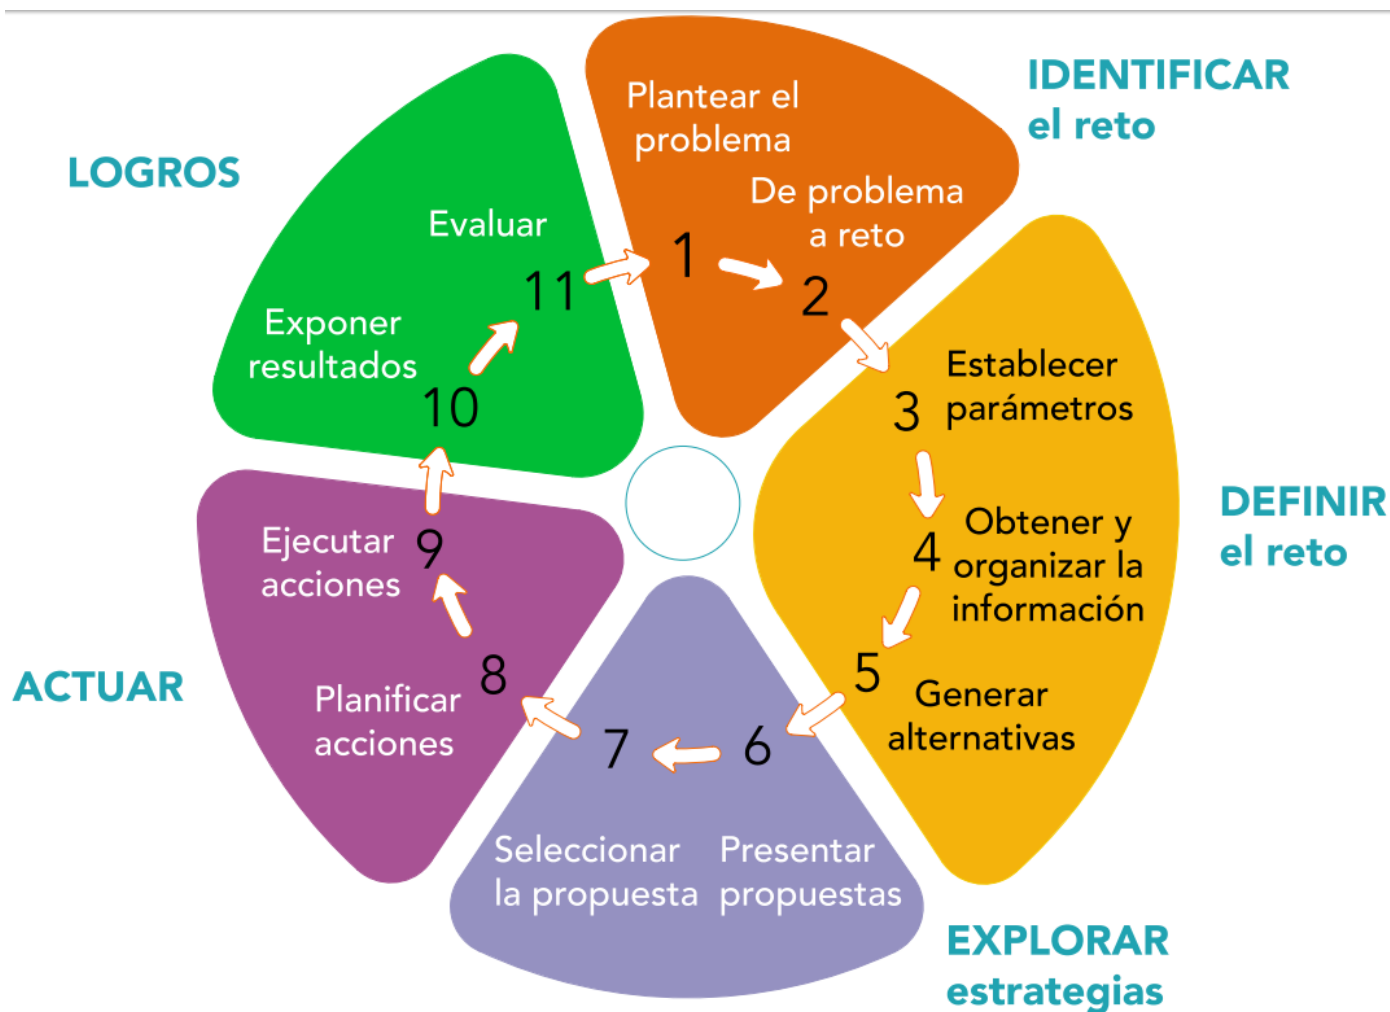 IDENTIFICAR
el reto
Plantear el
problema
De problema
a reto
1
2
DEFINIR
el reto
3
Establecer
parámetros
4
Obtener y
organizar la
información
5
Generar
alternativas
EXPLORAR
estrategias
6
Presentar
propuestas
7
Seleccionar
la propuesta
ACTUAR
8
Planificar
acciones
9
Ejecutar
acciones
LOGROS
10
Exponer
resultados
11
Evaluar